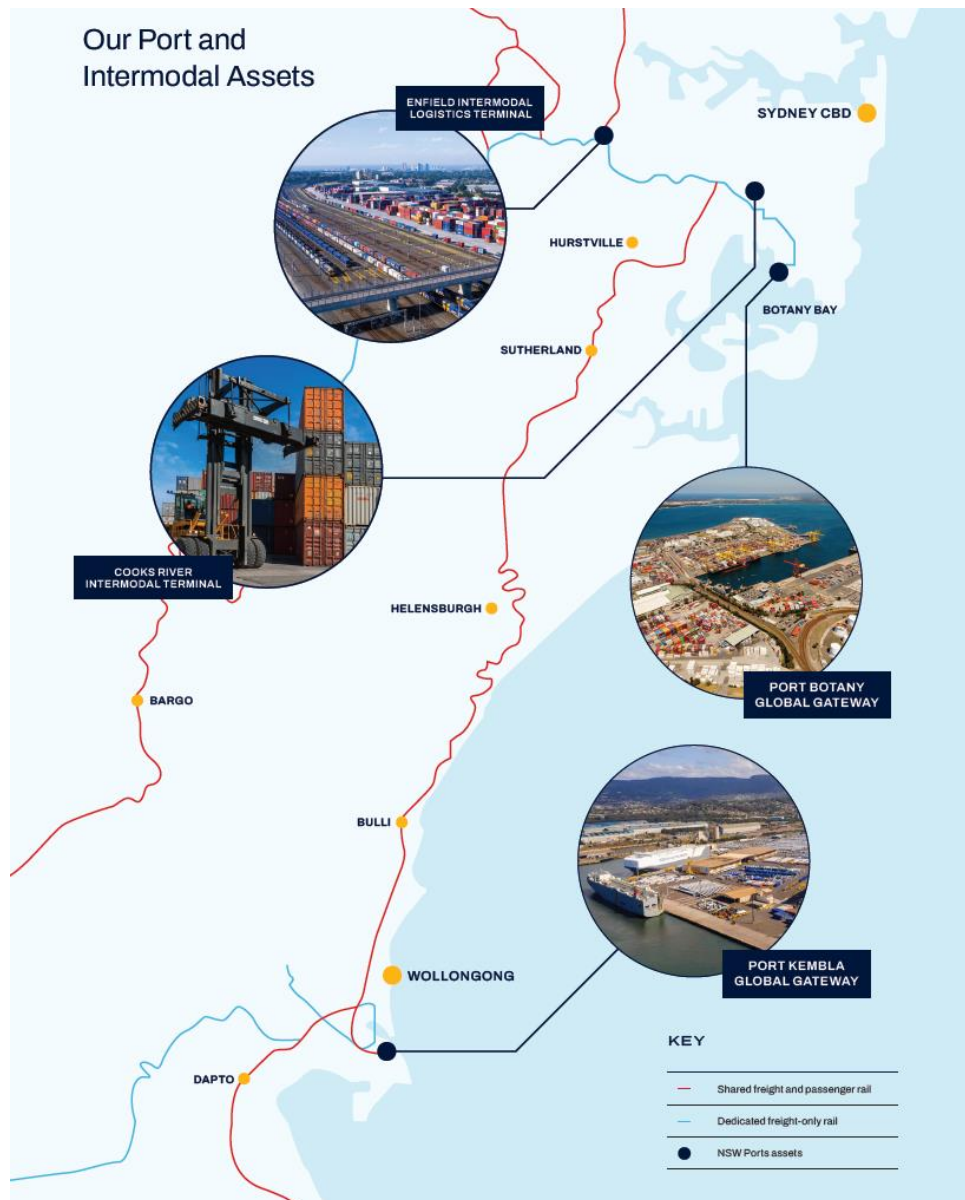 Our Port and
Intermodal Assets
ENFIELD INTERMODAL
LOGISTICS TERMINAL
SYDNEY CBD
HURSTVILLE
BOTANY BAY
SUTHERLAND
COOKS RIVER
INTERMODAL TERMINAL
HELENSBURGH
PORT BOTANY
GLOBAL GATEWAY
BARGO
BULLI
PORT KEMBLA
GLOBAL GATEWAY
WOLLONGONG
DAPTO
KEY
Shared freight and passenger rail
Dedicated freight-only rail
NSW Ports assets